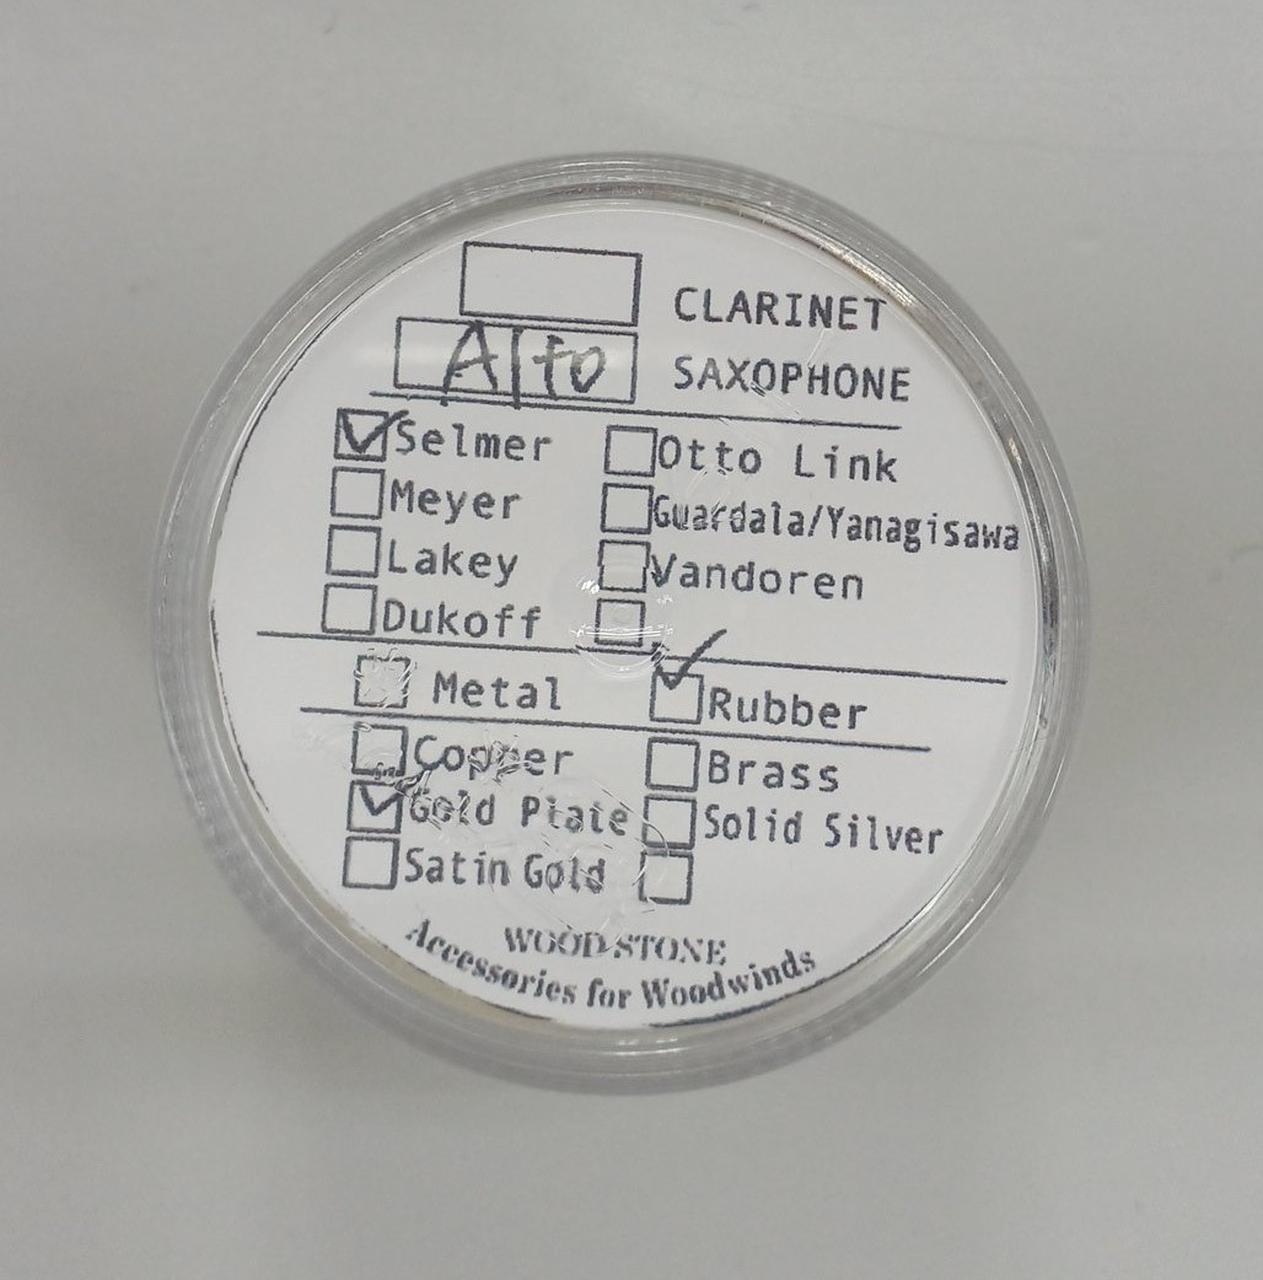 CLARINET
Alto SAXOPHONE
Selmer Otto Link
Meyer Guardala/Yanagisawa
Lakey Vandoren
Dukoff
Metal Rubber
Copper Brass
Gold Plate Solid Silver
Satin Gold
WOOD STONE
Accessories for Woodwinds